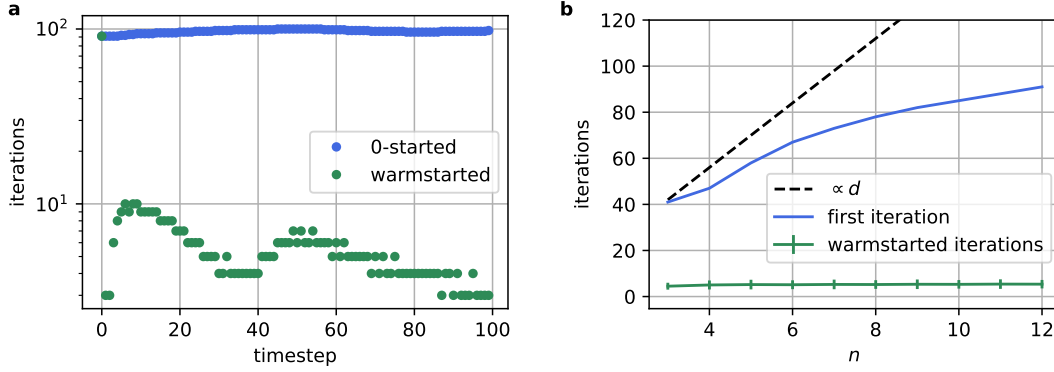 a
iterations
10²
10¹
0-started
warmstarted
0 20 40 60 80 100
timestep
b
iterations
120
100
80
60
40
20
0
∝ d
first iteration
warmstarted iterations
4 6 8 10 12
n